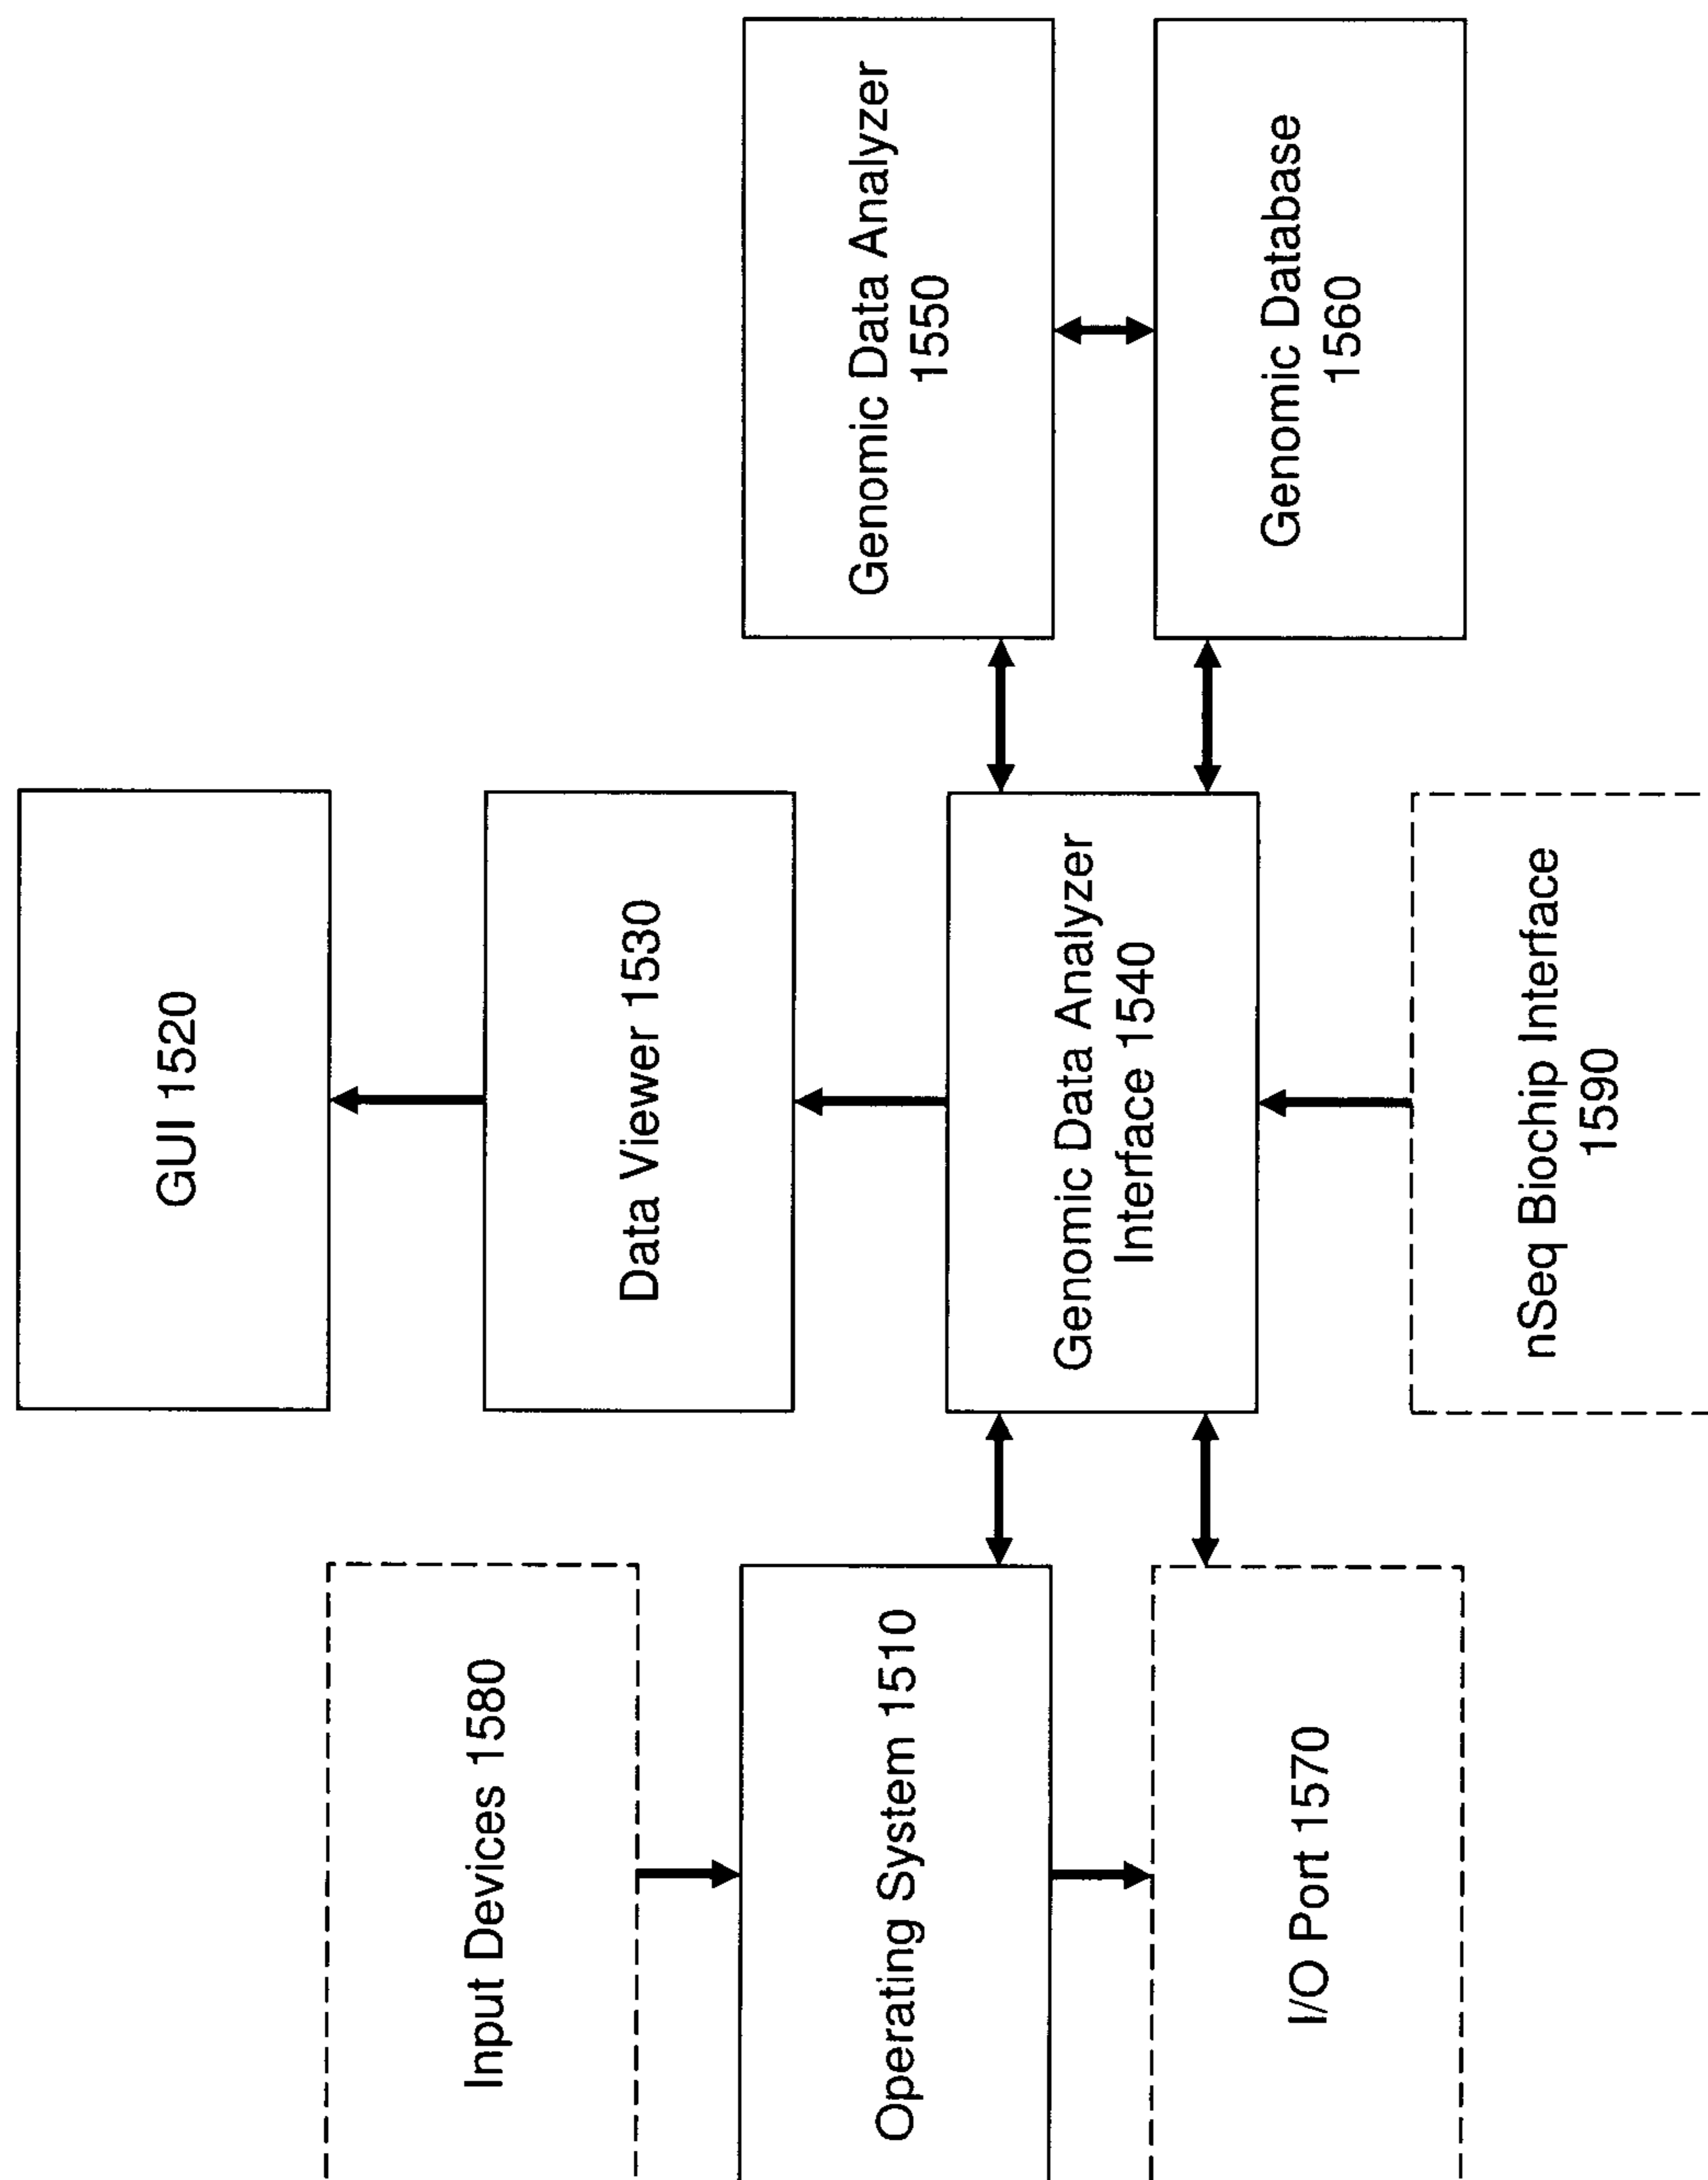 Input Devices 1580
Operating System 1510
I/O Port 1570
GUI 1520
Data Viewer 1530
Genomic Data Analyzer
Interface 1540
nSeq Biochip Interface
1590
Genomic Data Analyzer
1550
Genomic Database
1560